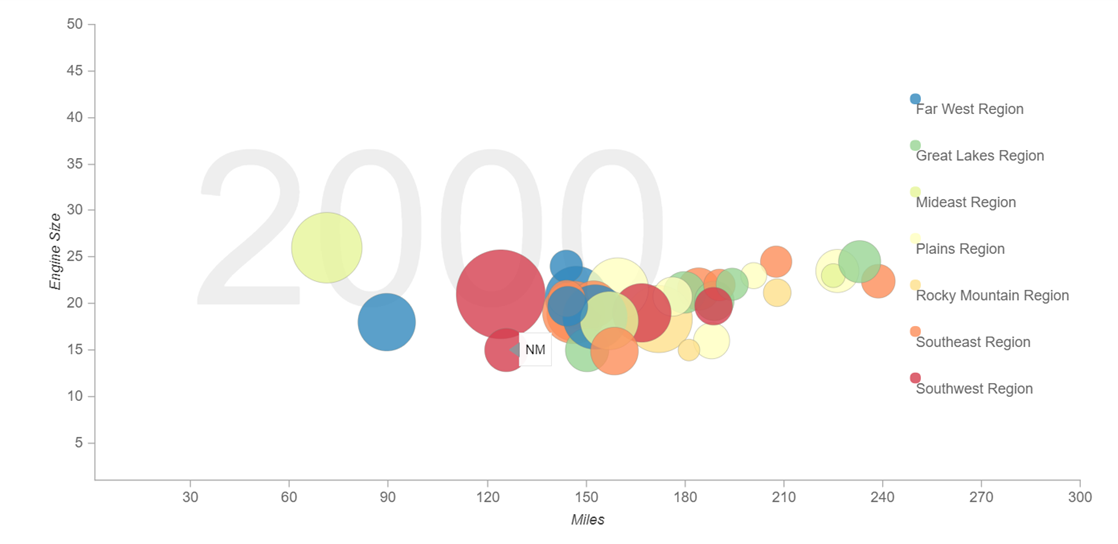 2000
50
45
40
35
30
25
20
15
10
5
Engine Size
30 60 90 120 150 180 210 240 270 300
Miles
NM
Far West Region
Great Lakes Region
Mideast Region
Plains Region
Rocky Mountain Region
Southeast Region
Southwest Region